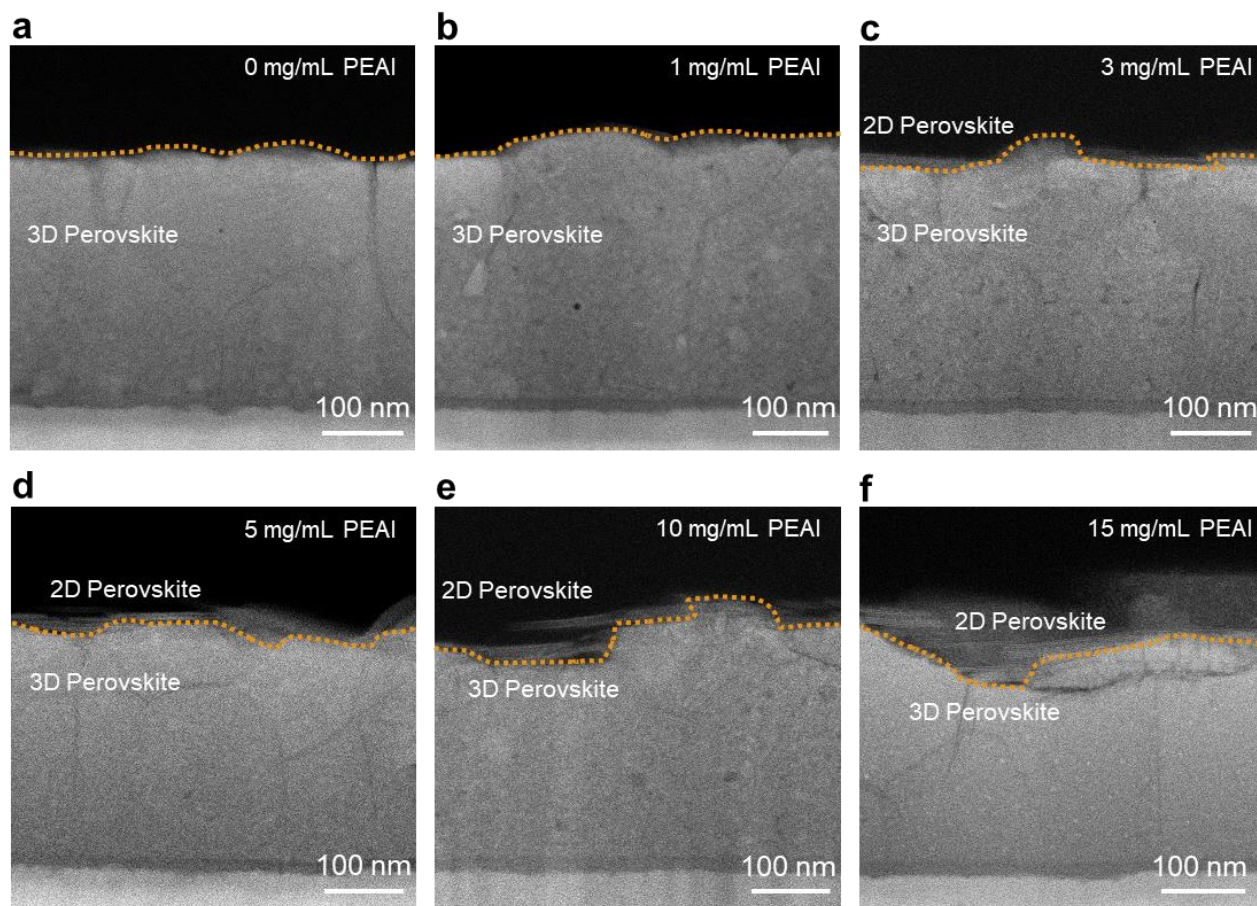 a
0 mg/mL PEAI
3D Perovskite
100 nm
b
1 mg/mL PEAI
3D Perovskite
100 nm
c
3 mg/mL PEAI
2D Perovskite
3D Perovskite
100 nm
d
5 mg/mL PEAI
2D Perovskite
3D Perovskite
100 nm
e
10 mg/mL PEAI
2D Perovskite
3D Perovskite
100 nm
f
15 mg/mL PEAI
2D Perovskite
3D Perovskite
100 nm